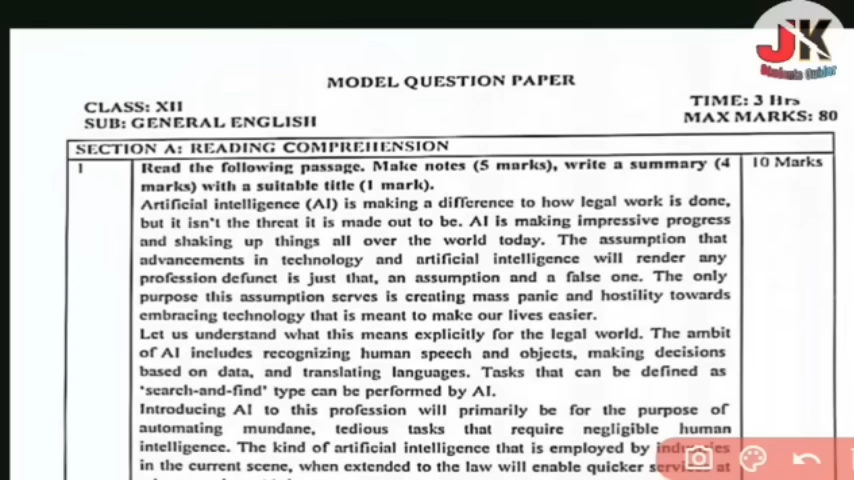 JK
Students Guider
MODEL QUESTION PAPER
CLASS: XII
TIME: 3 Hrs
SUB: GENERAL ENGLISH
MAX MARKS: 80
SECTION A: READING COMPREHENSION
1 Read the following passage. Make notes (5 marks), write a summary (4 10 Marks
marks) with a suitable title (1 mark).
Artificial intelligence (AI) is making a difference to how legal work is done,
but it isn't the threat it is made out to be. AI is making impressive progress
and shaking up things all over the world today. The assumption that
advancements in technology and artificial intelligence will render any
profession defunct is just that, an assumption and a false one. The only
purpose this assumption serves is creating mass panic and hostility towards
embracing technology that is meant to make our lives easier.
Let us understand what this means explicitly for the legal world. The ambit
of AI includes recognizing human speech and objects, making decisions
based on data, and translating languages. Tasks that can be defined as
'search-and-find' type can be performed by AI.
Introducing AI to this profession will primarily be for the purpose of
automating mundane, tedious tasks that require negligible human
intelligence. The kind of artificial intelligence that is employed by industries
in the current scene, when extended to the law will enable quicker services at